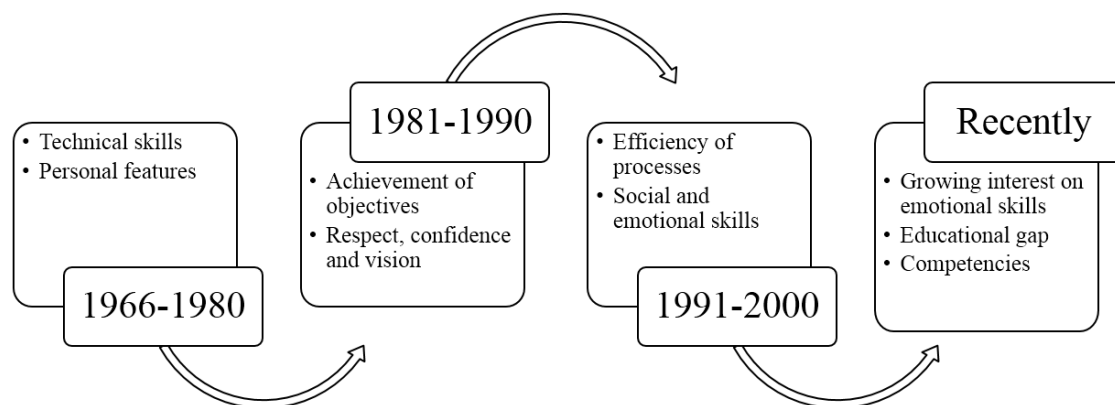 • Technical skills
• Personal features
1966-1980
1981-1990
• Achievement of
objectives
• Respect, confidence
and vision
• Efficiency of
processes
• Social and
emotional skills
1991-2000
Recently
• Growing interest on
emotional skills
• Educational gap
• Competencies